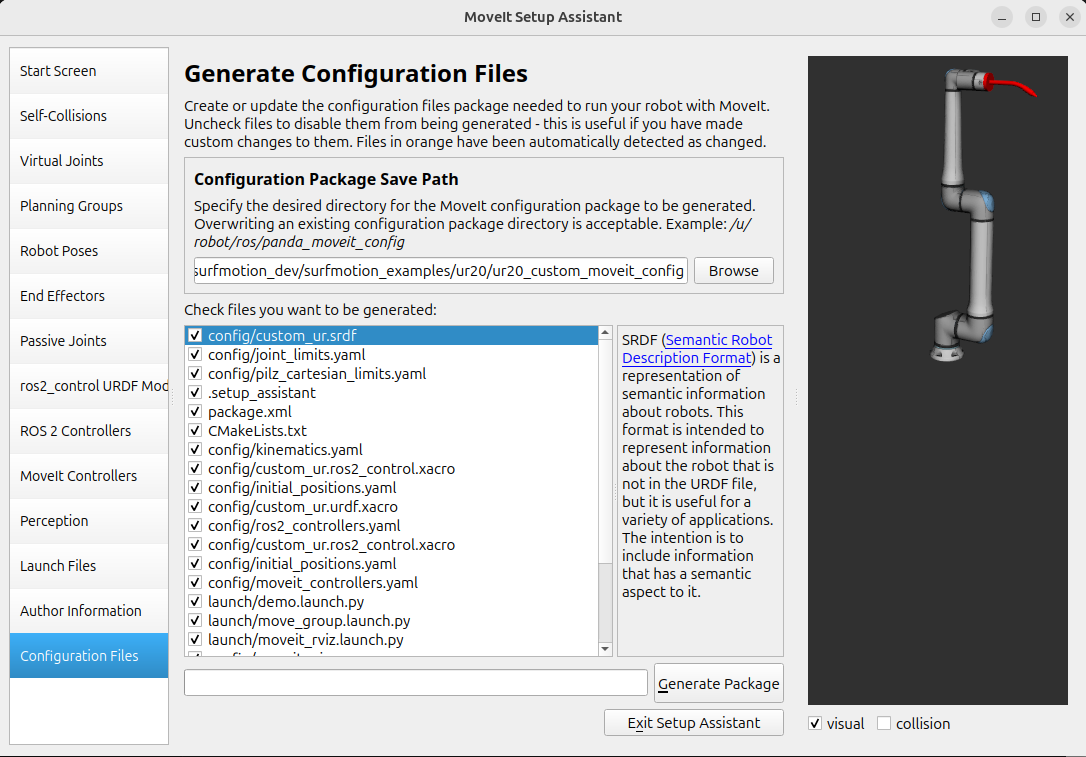 MoveIt Setup Assistant
Start Screen
Self-Collisions
Virtual Joints
Planning Groups
Robot Poses
End Effectors
Passive Joints
ros2_control URDF Mod
ROS 2 Controllers
MoveIt Controllers
Perception
Launch Files
Author Information
Configuration Files
Generate Configuration Files
Create or update the configuration files package needed to run your robot with MoveIt.
Uncheck files to disable them from being generated - this is useful if you have made
custom changes to them. Files in orange have been automatically detected as changed.
Configuration Package Save Path
Specify the desired directory for the MoveIt configuration package to be generated.
Overwriting an existing configuration package directory is acceptable. Example: /u/
robot/ros/panda_moveit_config
surfmotion_dev/surfmotion_examples/ur20/ur20_custom_moveit_config
Browse
Check files you want to be generated:
config/custom_ur.srdf
config/joint_limits.yaml
config/pilz_cartesian_limits.yaml
.setup_assistant
package.xml
CMakeLists.txt
config/kinematics.yaml
config/custom_ur.ros2_control.xacro
config/initial_positions.yaml
config/custom_ur.urdf.xacro
config/ros2_controllers.yaml
config/custom_ur.ros2_control.xacro
config/initial_positions.yaml
config/moveit_controllers.yaml
launch/demo.launch.py
launch/move_group.launch.py
launch/moveit_rviz.launch.py
SRDF (Semantic Robot
Description Format) is a
representation of
semantic information
about robots. This
format is intended to
represent information
about the robot that is
not in the URDF file,
but it is useful for a
variety of applications.
The intention is to
include information
that has a semantic
aspect to it.
Generate Package
Exit Setup Assistant
visual
collision